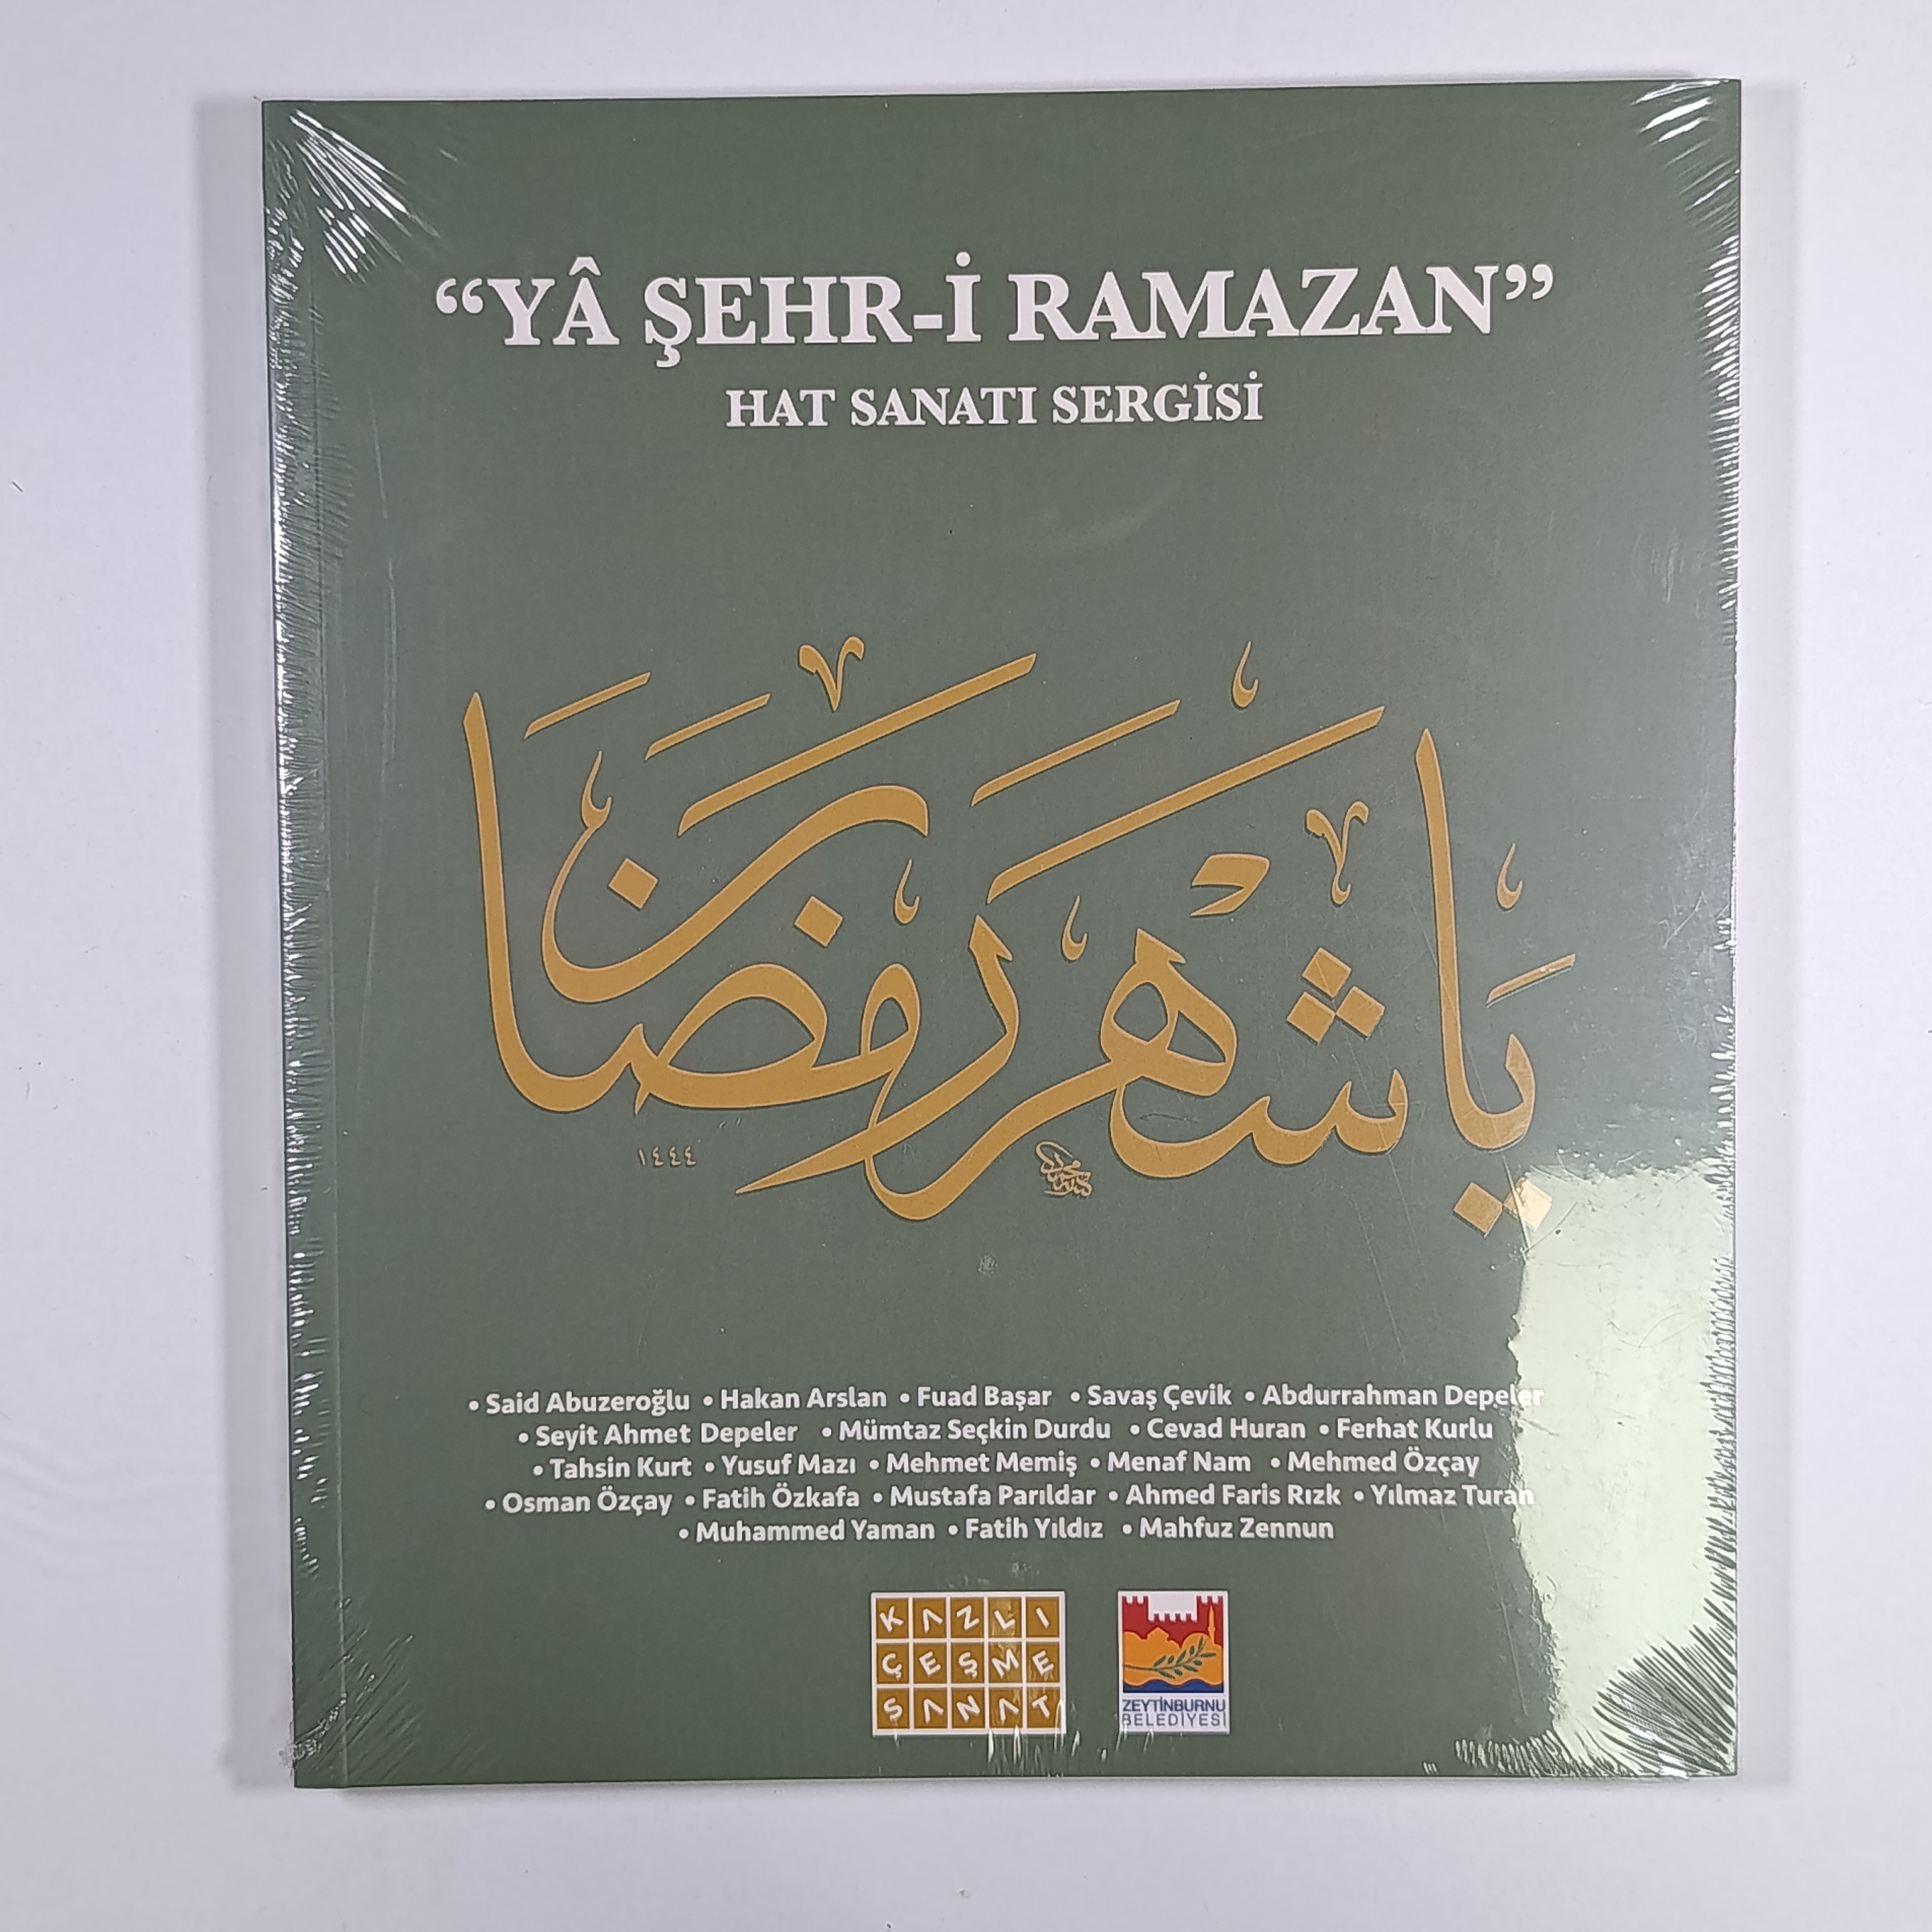 “YÂ ŞEHR-İ RAMAZAN”
HAT SANATI SERGİSİ
يا شهر رمضان
١٤٤٤
• Said Abuzeroğlu • Hakan Arslan • Fuad Başar • Savaş Çevik • Abdurrahman Depeler
• Seyit Ahmet Depeler • Mümtaz Seçkin Durdu • Cevad Huran • Ferhat Kurlu
• Tahsin Kurt • Yusuf Mazı • Mehmet Memiş • Menaf Nam • Mehmed Özçay
• Osman Özçay • Fatih Özkafa • Mustafa Parıldar • Ahmed Faris Rızk • Yılmaz Turan
• Muhammed Yaman • Fatih Yıldız • Mahfuz Zennun
KAZLI
ÇEŞME
SANAT
ZEYTİNBURNU
BELEDİYESİ